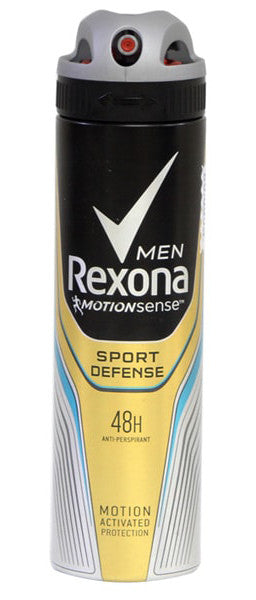 MEN
Rexona
MOTIONsense™
SPORT
DEFENSE
48H
ANTI-PERSPIRANT
MOTION
ACTIVATED
PROTECTION